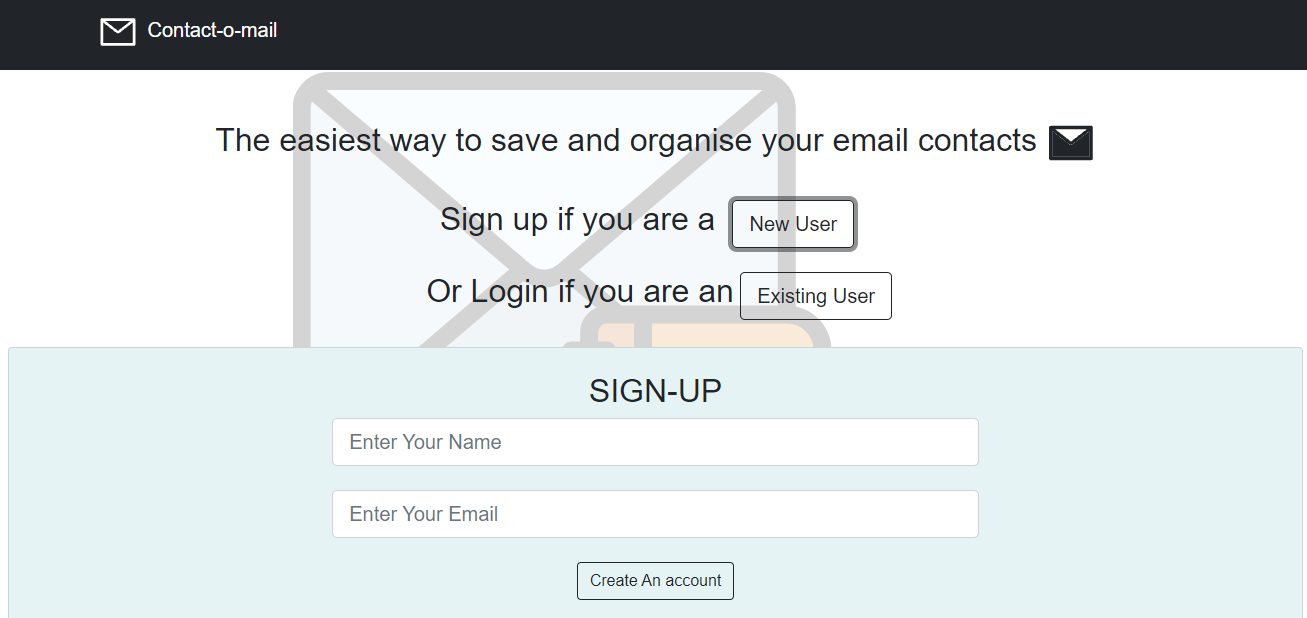 Contact-o-mail
The easiest way to save and organise your email contacts
Sign up if you are a New User
Or Login if you are an Existing User
SIGN-UP
Enter Your Name
Enter Your Email
Create An account